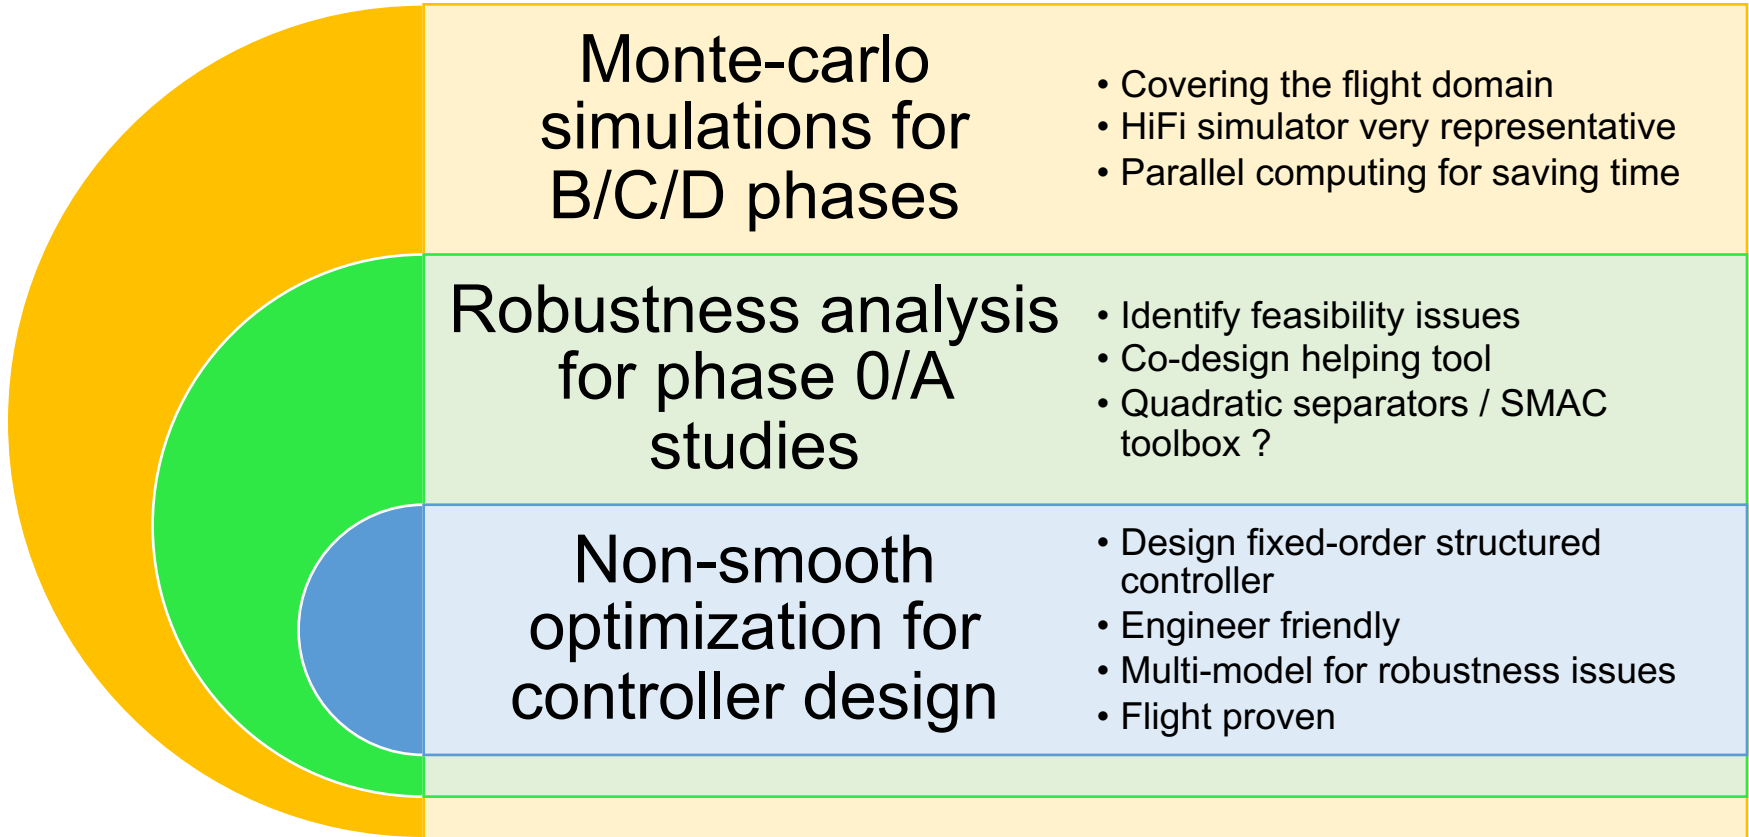 Monte-carlo
simulations for
B/C/D phases
• Covering the flight domain
• HiFi simulator very representative
• Parallel computing for saving time
Robustness analysis
for phase 0/A
studies
• Identify feasibility issues
• Co-design helping tool
• Quadratic separators / SMAC
toolbox ?
Non-smooth
optimization for
controller design
• Design fixed-order structured
controller
• Engineer friendly
• Multi-model for robustness issues
• Flight proven